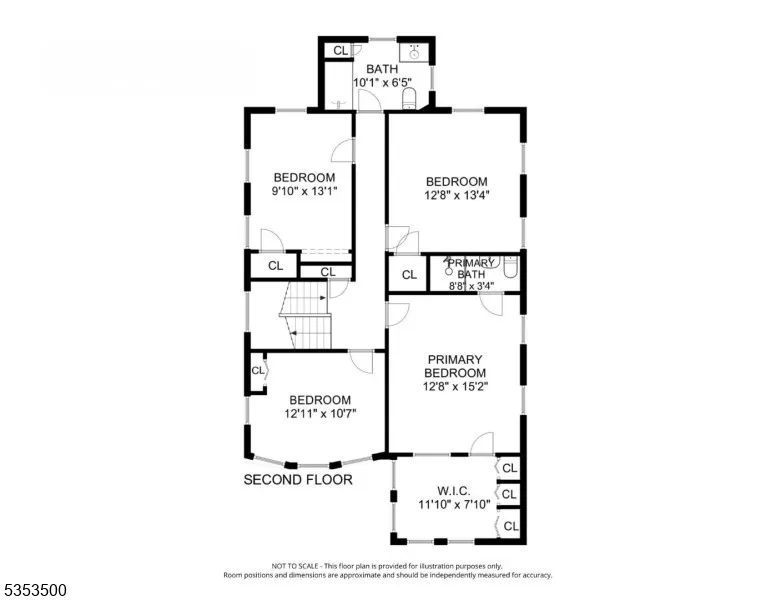 CL
BATH
10'1" x 6'5"
BEDROOM
9'10" x 13'1"
BEDROOM
12'8" x 13'4"
CL
CL
CL
PRIMARY
BATH
8'8" x 3'4"
PRIMARY
BEDROOM
12'8" x 15'2"
CL
BEDROOM
12'11" x 10'7"
SECOND FLOOR
W.I.C.
11'10" x 7'10"
CL
CL
CL
NOT TO SCALE - This floor plan is provided for illustration purposes only.
Room positions and dimensions are approximate and should be independently measured for accuracy.
5353500